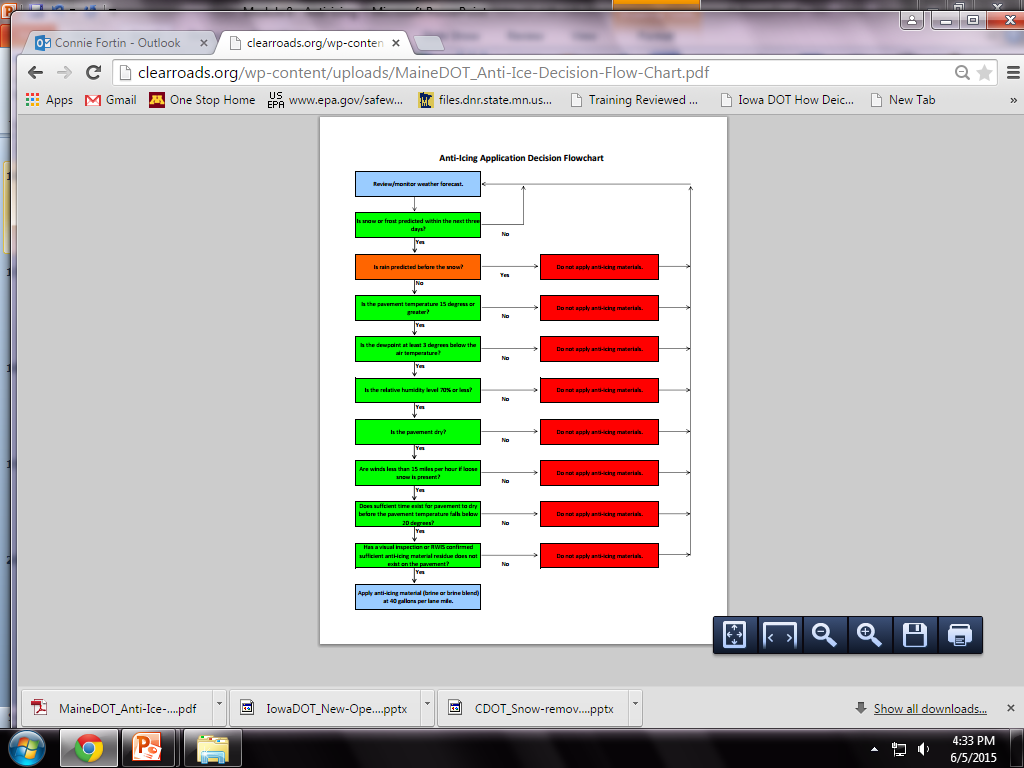 Connie Fortin - Outlook
clearroads.org/wp-conten
clearroads.org/wp-content/uploads/MaineDOT_Anti-Ice-Decision-Flow-Chart.pdf
Apps
Gmail
One Stop Home
US EPA
www.epa.gov/safew...
files.dnr.state.mn.us...
Training Reviewed ...
Iowa DOT How Deic...
New Tab
»
Anti-Icing Application Decision Flowchart
Review/monitor weather forecast.
Is snow or frost predicted within the next three
days?
No
Yes
Is rain predicted before the snow?
Yes
Do not apply anti-icing materials.
No
Is the pavement temperature 15 degrees or
greater?
No
Do not apply anti-icing materials.
Yes
Is the dewpoint at least 3 degrees below the
air temperature?
No
Do not apply anti-icing materials.
Yes
Is the relative humidity level 70% or less?
No
Do not apply anti-icing materials.
Yes
Is the pavement dry?
No
Do not apply anti-icing materials.
Yes
Are winds less than 15 miles per hour if loose
snow is present?
No
Do not apply anti-icing materials.
Yes
Does sufficient time exist for pavement to dry
before the pavement temperature falls below
20 degrees?
No
Do not apply anti-icing materials.
Yes
Has a visual inspection or RWIS confirmed
sufficient anti-icing material residue does not
exist on the pavement?
No
Do not apply anti-icing materials.
Yes
Apply anti-icing material (brine or brine blend)
at 40 gallons per lane mile.
MaineDOT_Anti-Ice-....pdf
IowaDOT_New-Ope....pptx
CDOT_Snow-remov....pptx
Show all downloads...
4:33 PM
6/5/2015